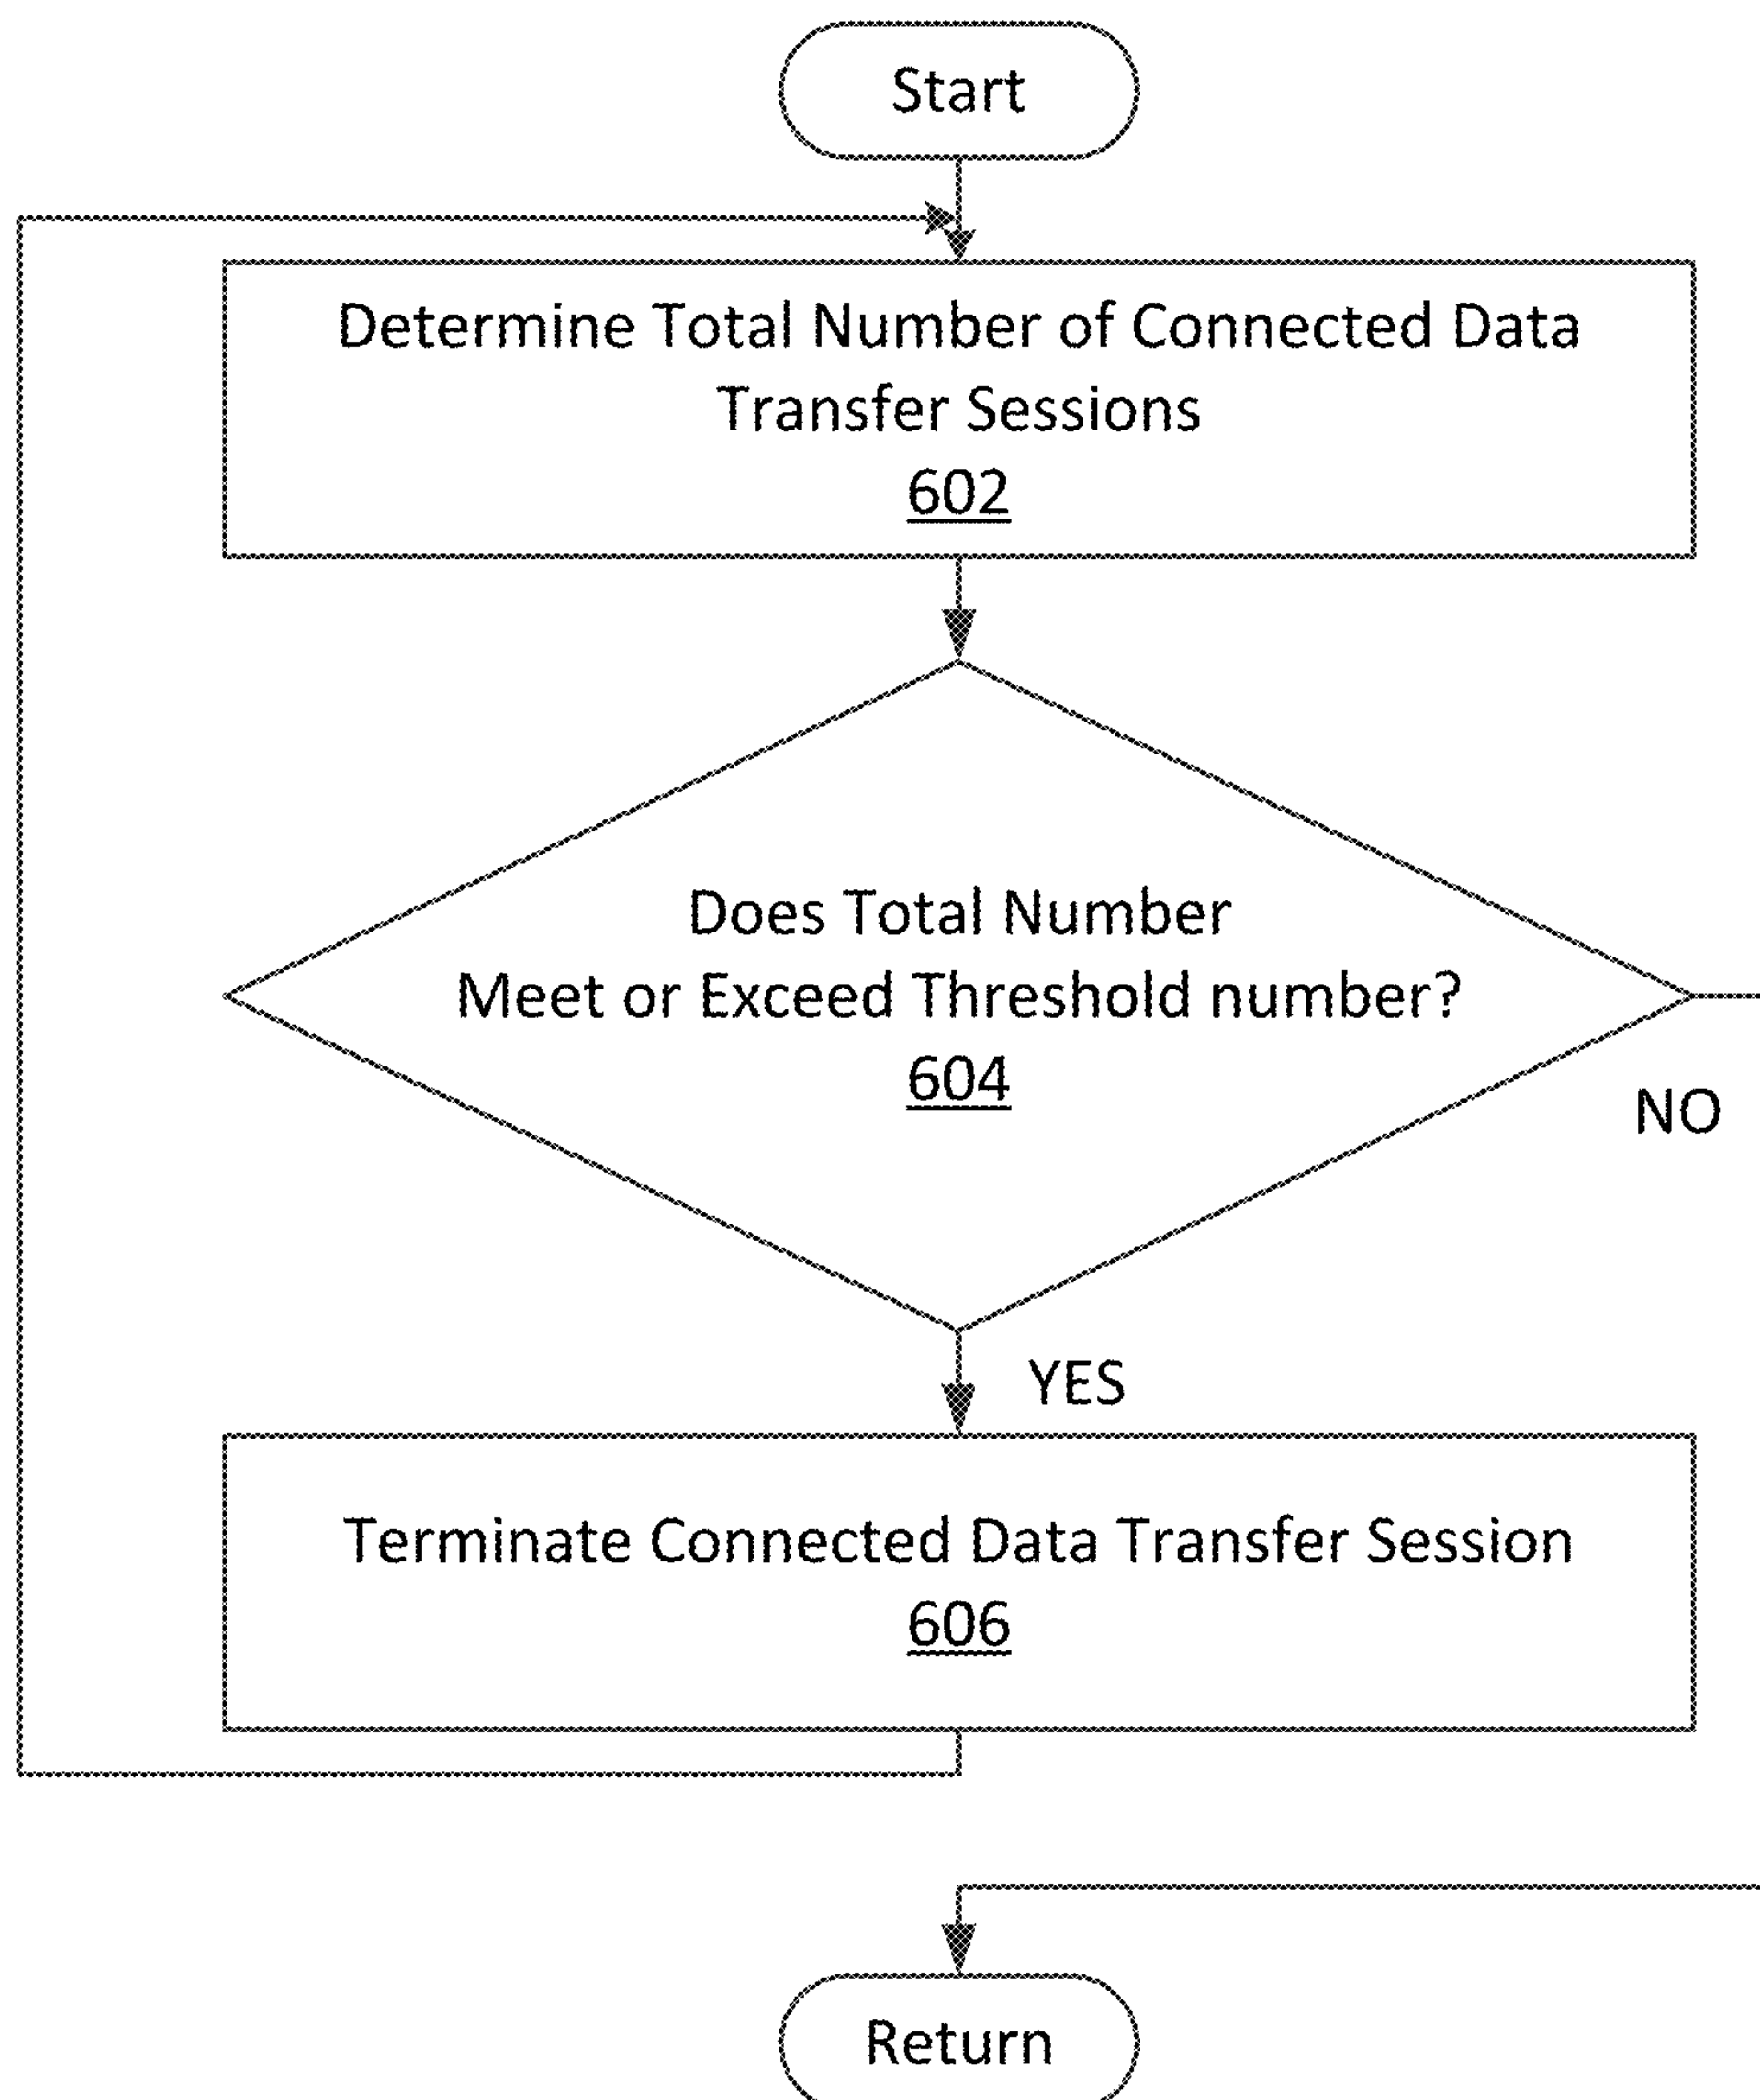 Start
Determine Total Number of Connected Data
Transfer Sessions
602
Does Total Number
Meet or Exceed Threshold number?
604
NO
YES
Terminate Connected Data Transfer Session
606
Return